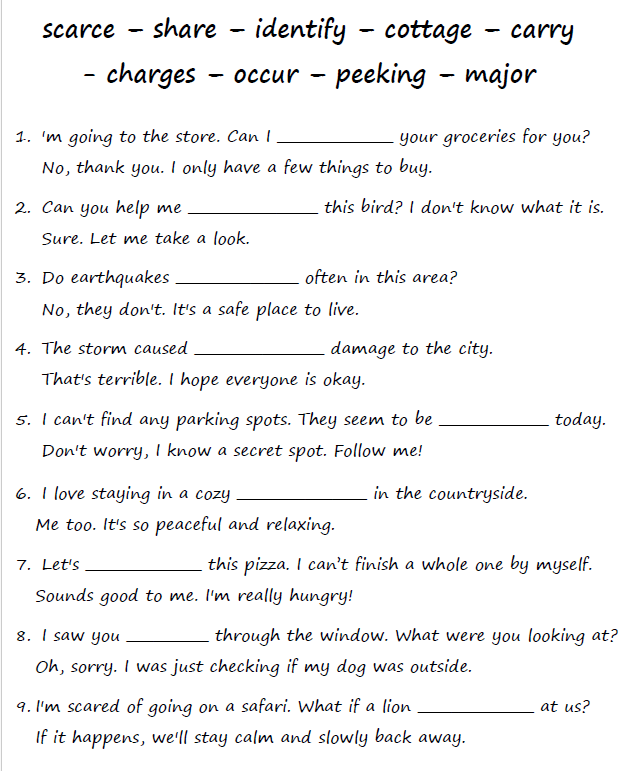 scarce – share – identify – cottage – carry
- charges – occur – peeking – major
1. 'm going to the store. Can I ____________ your groceries for you?
No, thank you. I only have a few things to buy.
2. Can you help me ______________ this bird? I don't know what it is.
Sure. Let me take a look.
3. Do earthquakes _____________ often in this area?
No, they don't. It's a safe place to live.
4. The storm caused ______________ damage to the city.
That's terrible. I hope everyone is okay.
5. I can't find any parking spots. They seem to be ____________ today.
Don't worry, I know a secret spot. Follow me!
6. I love staying in a cozy ______________ in the countryside.
Me too. It's so peaceful and relaxing.
7. Let's ____________ this pizza. I can’t finish a whole one by myself.
Sounds good to me. I'm really hungry!
8. I saw you _________ through the window. What were you looking at?
Oh, sorry. I was just checking if my dog was outside.
9. I'm scared of going on a safari. What if a lion ____________ at us?
If it happens, we'll stay calm and slowly back away.